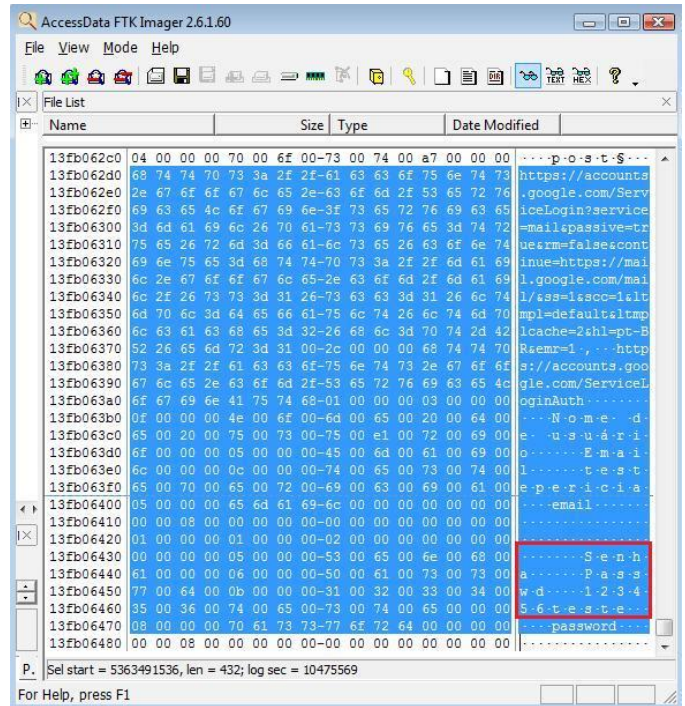 AccessData FTK Imager 2.6.1.60
File View Mode Help
TEXT HEX
File List
Name Size Type Date Modified
13fb062c0 04 00 00 00 70 00 6f 00-73 00 74 00 a7 00 00 00 ····p·o·s·t·§···
13fb062d0 68 74 74 70 73 3a 2f 2f-61 63 63 6f 75 6e 74 73 https://accounts
13fb062e0 2e 67 6f 6f 67 6c 65 2e-63 6f 6d 2f 53 65 72 76 .google.com/Serv
13fb062f0 69 63 65 4c 6f 67 69 6e-3f 73 65 72 76 69 63 65 iceLogin?service
13fb06300 3d 6d 61 69 6c 26 70 61-73 73 69 76 65 3d 74 72 =mail&passive=tr
13fb06310 75 65 26 72 6d 3d 66 61-6c 73 65 26 63 6f 6e 74 ue&rm=false&cont
13fb06320 69 6e 75 65 3d 68 74 74-70 73 3a 2f 2f 6d 61 69 inue=https://mai
13fb06330 6c 2e 67 6f 6f 67 6c 65-2e 63 6f 6d 2f 6d 61 69 l.google.com/mai
13fb06340 6c 2f 26 73 73 3d 31 26-73 63 63 3d 31 26 6c 74 l/&ss=1&scc=1&lt
13fb06350 6d 70 6c 3d 64 65 66 61-75 6c 74 26 6c 74 6d 70 mpl=default&ltmp
13fb06360 6c 63 61 63 68 65 3d 32-26 68 6c 3d 70 74 2d 42 lcache=2&hl=pt-B
13fb06370 52 26 65 6d 72 3d 31 00-2c 00 00 00 68 74 74 70 R&emr=1·,···http
13fb06380 73 3a 2f 2f 61 63 63 6f-75 6e 74 73 2e 67 6f 6f s://accounts.goo
13fb06390 67 6c 65 2e 63 6f 6d 2f-53 65 72 76 69 63 65 4c gle.com/ServiceL
13fb063a0 6f 67 69 6e 41 75 74 68-01 00 00 00 03 00 00 00 oginAuth········
13fb063b0 0f 00 00 00 4e 00 6f 00-6d 00 65 00 20 00 64 00 ····N·o·m·e· ·d·
13fb063c0 65 00 20 00 75 00 73 00-75 00 e1 00 72 00 69 00 e· ·u·s·u·á·r·i·
13fb063d0 6f 00 00 00 05 00 00 00-45 00 6d 00 61 00 69 00 o·······E·m·a·i·
13fb063e0 6c 00 00 00 0c 00 00 00-74 00 65 00 73 00 74 00 l·······t·e·s·t·
13fb063f0 65 00 70 00 65 00 72 00-69 00 63 00 69 00 61 00 e·p·e·r·i·c·i·a·
13fb06400 05 00 00 00 65 6d 61 69-6c 00 00 00 00 00 00 00 ····email·······
13fb06410 00 00 08 00 00 00 00 00-00 00 00 00 00 00 00 00 ················
13fb06420 01 00 00 00 01 00 00 00-02 00 00 00 00 00 00 00 ················
13fb06430 00 00 00 00 05 00 00 00-53 00 65 00 6e 00 68 00 ········S·e·n·h·
13fb06440 61 00 00 00 06 00 00 00-50 00 61 00 73 00 73 00 a·······P·a·s·s·
13fb06450 77 00 64 00 0b 00 00 00-31 00 32 00 33 00 34 00 w·d·····1·2·3·4·
13fb06460 35 00 36 00 74 00 65 00-73 00 74 00 65 00 00 00 5·6·t·e·s·t·e···
13fb06470 08 00 00 00 70 61 73 73-77 6f 72 64 00 00 00 00 ····password····
13fb06480 00 00 08 00 00 00 00 00-00 00 00 00 00 00 00 00 ················
P. Sel start = 5363491536, len = 432; log sec = 10475569
For Help, press F1